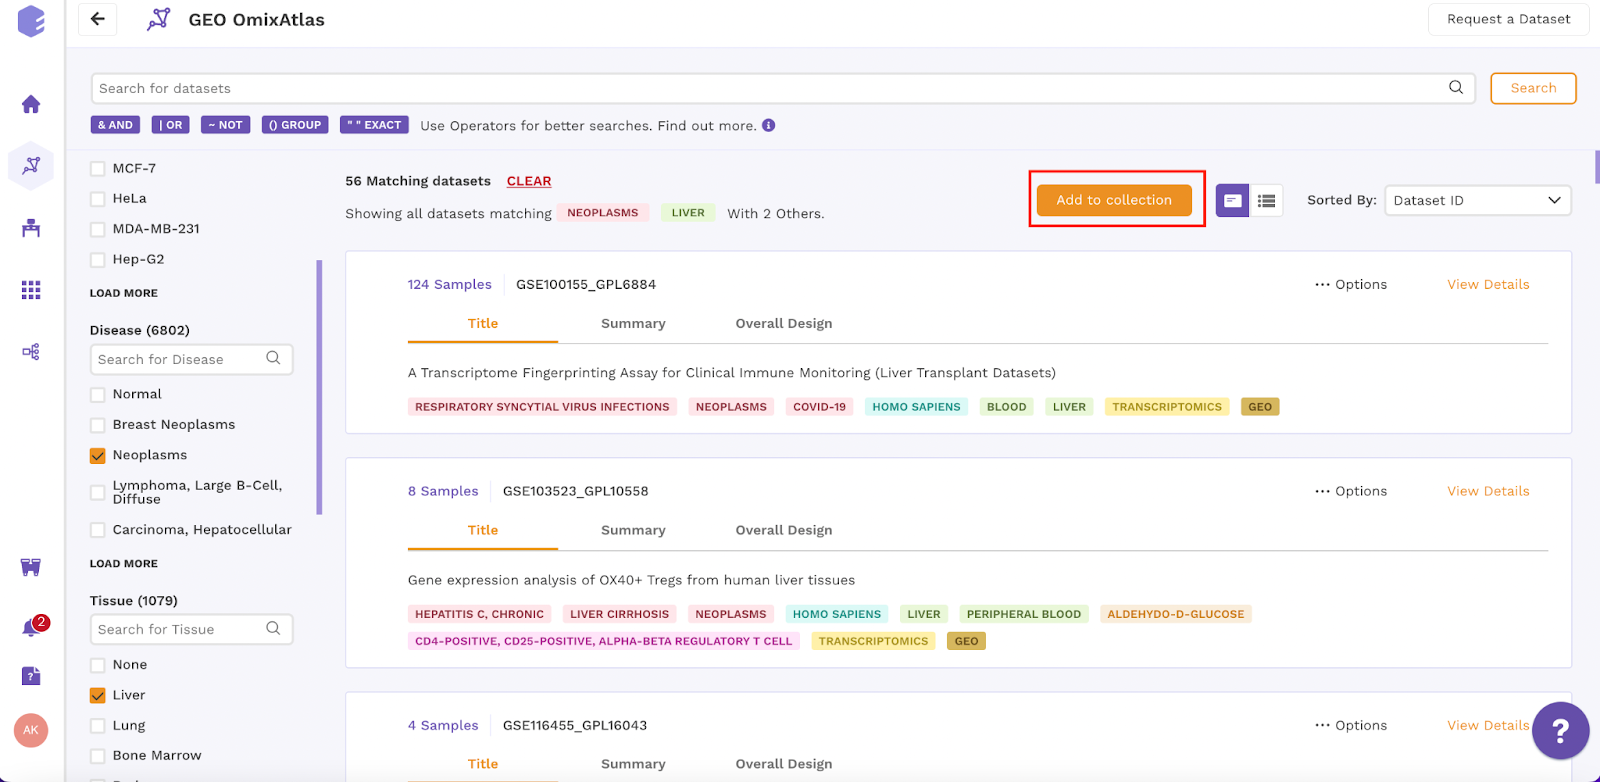 GEO OmixAtlas
Request a Dataset
Search for datasets
Search
& AND
| OR
~ NOT
() GROUP
" " EXACT
Use Operators for better searches. Find out more.
MCF-7
HeLa
MDA-MB-231
Hep-G2
LOAD MORE
Disease (6802)
Search for Disease
Normal
Breast Neoplasms
Neoplasms
Lymphoma, Large B-Cell,
Diffuse
Carcinoma, Hepatocellular
LOAD MORE
Tissue (1079)
Search for Tissue
None
Liver
Lung
Bone Marrow
2
?
AK
56 Matching datasets CLEAR
Showing all datasets matching NEOPLASMS LIVER With 2 Others.
Add to collection
Sorted By: Dataset ID
124 Samples GSE100155_GPL6884 ··· Options View Details
Title Summary Overall Design
A Transcriptome Fingerprinting Assay for Clinical Immune Monitoring (Liver Transplant Datasets)
RESPIRATORY SYNCYTIAL VIRUS INFECTIONS NEOPLASMS COVID-19 HOMO SAPIENS BLOOD LIVER TRANSCRIPTOMICS GEO
8 Samples GSE103523_GPL10558 ··· Options View Details
Title Summary Overall Design
Gene expression analysis of OX40+ Tregs from human liver tissues
HEPATITIS C, CHRONIC LIVER CIRRHOSIS NEOPLASMS HOMO SAPIENS LIVER PERIPHERAL BLOOD ALDEHYDO-D-GLUCOSE
CD4-POSITIVE, CD25-POSITIVE, ALPHA-BETA REGULATORY T CELL TRANSCRIPTOMICS GEO
4 Samples GSE116455_GPL16043 ··· Options View Details
Title Summary Overall Design
?